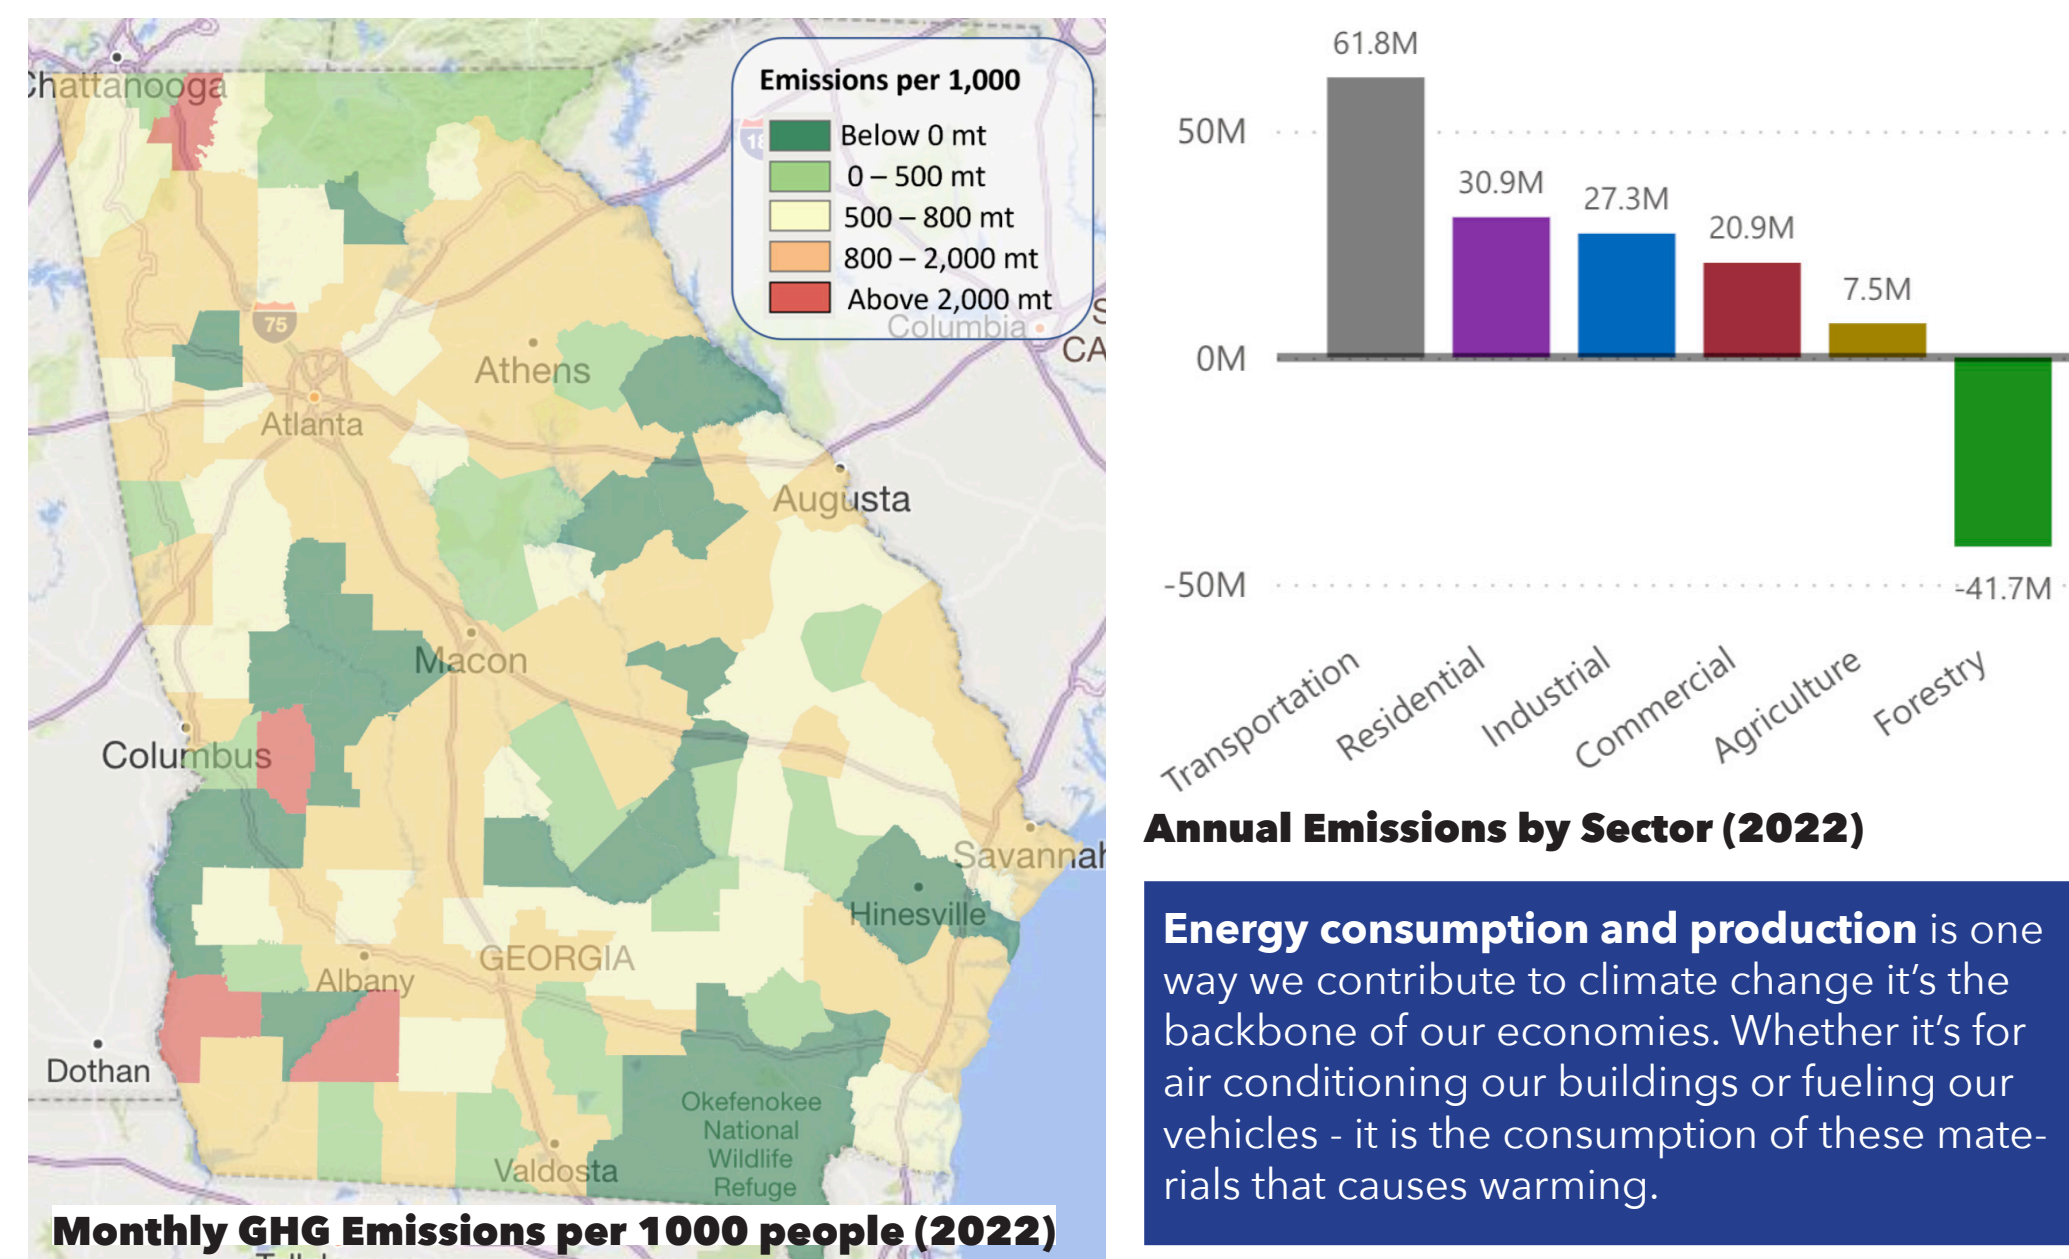 Chattanooga
Emissions per 1,000
Below 0 mt
0 – 500 mt
500 – 800 mt
800 – 2,000 mt
Above 2,000 mt
18
Columbia
S
CA
75
Athens
Atlanta
Augusta
Macon
Columbus
Savannah
Hinesville
GEORGIA
Albany
Dothan
Okefenokee
National
Wildlife
Refuge
Valdosta
Monthly GHG Emissions per 1000 people (2022)
61.8M
50M
30.9M
27.3M
20.9M
7.5M
0M
-50M
-41.7M
Transportation
Residential
Industrial
Commercial
Agriculture
Forestry
Annual Emissions by Sector (2022)
Energy consumption and production is one
way we contribute to climate change it’s the
backbone of our economies. Whether it’s for
air conditioning our buildings or fueling our
vehicles - it is the consumption of these mate-
rials that causes warming.